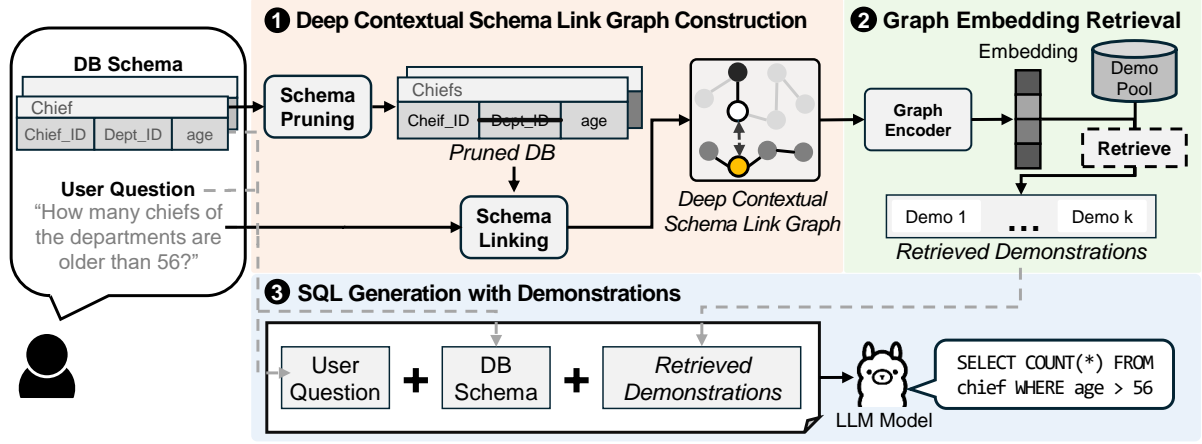 DB Schema
Chief
Chief_ID Dept_ID age
User Question
“How many chiefs of
the departments are
older than 56?”
❶ Deep Contextual Schema Link Graph Construction
Schema
Pruning
Chiefs
Cheif_ID Dept_ID age
Pruned DB
Schema
Linking
Deep Contextual
Schema Link Graph
❷ Graph Embedding Retrieval
Embedding
Demo
Pool
Graph
Encoder
Retrieve
Demo 1 ... Demo k
Retrieved Demonstrations
❸ SQL Generation with Demonstrations
User
Question
+
DB
Schema
+
Retrieved
Demonstrations
LLM Model
SELECT COUNT(*) FROM
chief WHERE age > 56